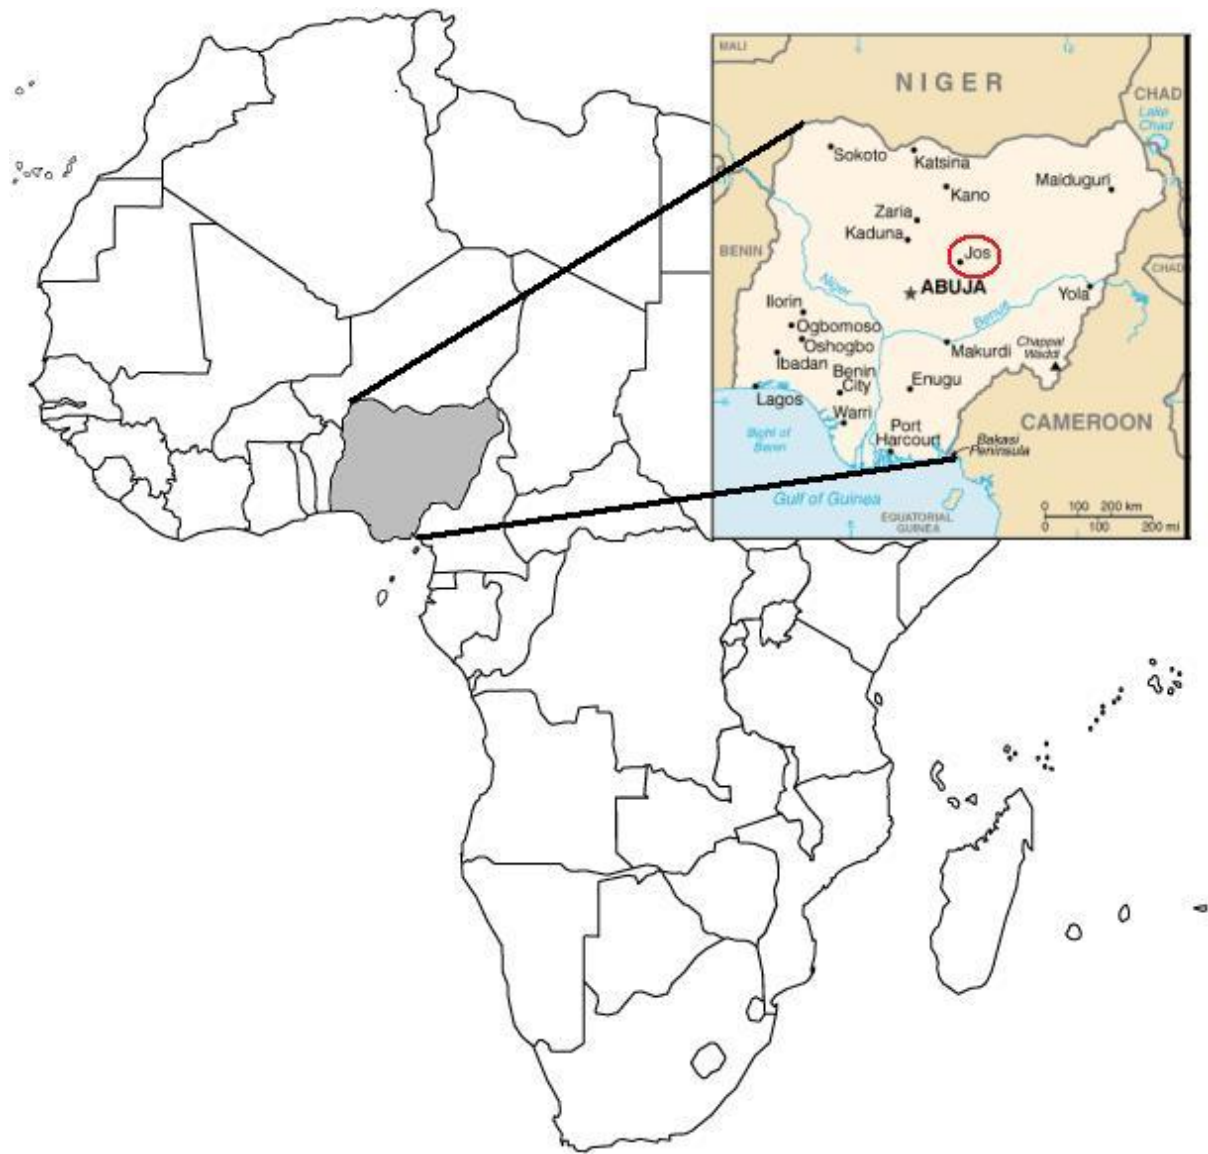 MALI
6
12
NIGER
CHAD
Lake
Chad
Sokoto
Katsina
Kano
Maiduguri
Zaria
Kaduna
BENIN
Jos
CHAD
Niger
ABUJA
Yola
Ilorin
Benue
Ogbomoso
Oshogbo
Makurdi
Chappal
Waddi
Ibadan
Benin
City
Enugu
Lagos
Warri
CAMEROON
Bight of
Benin
Port
Harcourt
Bakasi
Peninsula
Gulf of Guinea
EQUATORIAL
GUINEA
0 100 200 km
0 100 200 mi